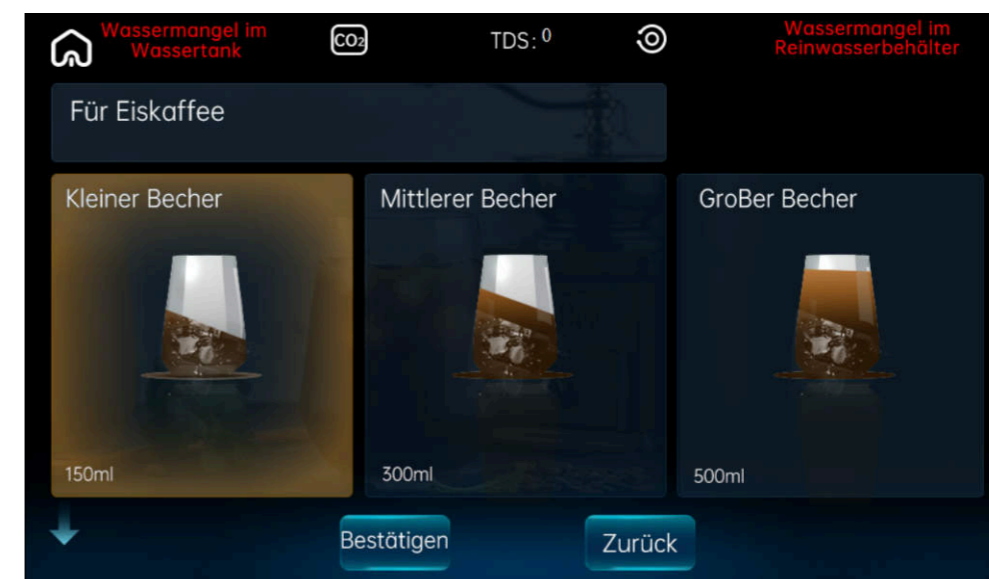 Wassermangel im
Wassertank
CO2
TDS: 0
Wassermangel im
Reinwasserbehälter
Für Eiskaffee
Kleiner Becher
Mittlerer Becher
GroBer Becher
150ml
300ml
500ml
Bestätigen
Zurück